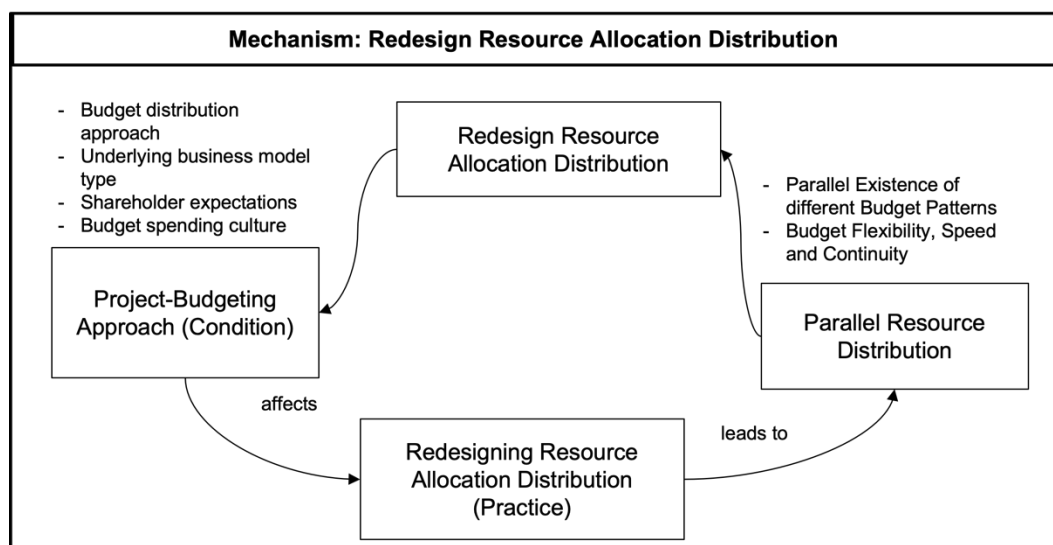 Mechanism: Redesign Resource Allocation Distribution
- Budget distribution
approach
- Underlying business model
type
- Shareholder expectations
- Budget spending culture
Redesign Resource
Allocation Distribution
- Parallel Existence of
different Budget Patterns
- Budget Flexibility, Speed
and Continuity
Project-Budgeting
Approach (Condition)
Parallel Resource
Distribution
affects
leads to
Redesigning Resource
Allocation Distribution
(Practice)